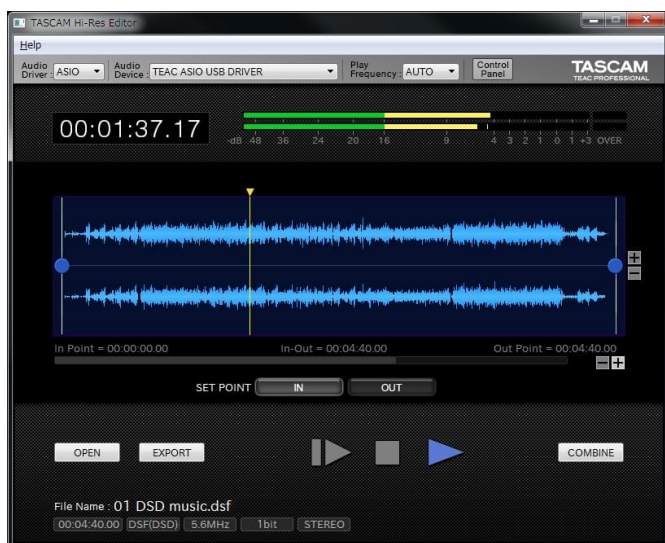 TASCAM Hi-Res Editor
Help
Audio Driver : ASIO Audio Device : TEAC ASIO USB DRIVER Play Frequency : AUTO Control Panel TASCAM
TEAC PROFESSIONAL
00:01:37.17
-dB 48 36 24 20 16 9 4 3 2 1 0 1 +3 OVER
In Point = 00:00:00.00 In-Out = 00:04:40.00 Out Point = 00:04:40.00
SET POINT IN OUT
OPEN EXPORT COMBINE
File Name : 01 DSD music.dsf
00:04:40.00 DSF(DSD) 5.6MHz 1bit STEREO